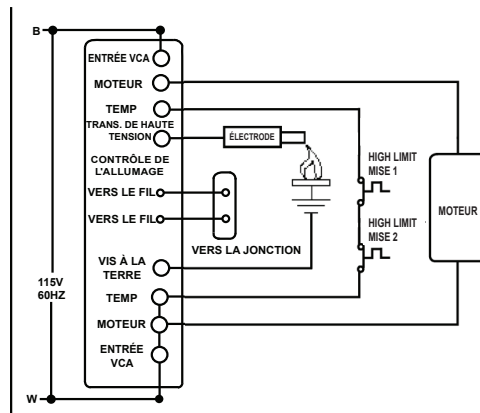 B
ENTRÉE VCA
MOTEUR
TEMP
TRANS. DE HAUTE
TENSION
ÉLECTRODE
CONTRÔLE DE
L'ALLUMAGE
VERS LE FIL
VERS LE FIL
VERS LA JONCTION
HIGH LIMIT
MISE 1
HIGH LIMIT
MISE 2
MOTEUR
VIS À LA
TERRE
115V
60HZ
TEMP
MOTEUR
ENTRÉE
VCA
W